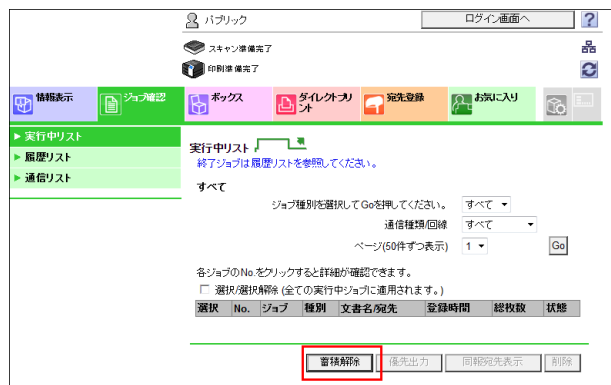 パブリック
ログイン画面へ
?
スキャン準備完了
印刷準備完了
情報表示
ジョブ確認
ボックス
ダイレクトプリント
宛先登録
お気に入り
実行中リスト
履歴リスト
通信リスト
実行中リスト
終了ジョブは履歴リストを参照してください。
すべて
ジョブ種別を選択してGoを押してください。 すべて
通信種類/回線 すべて
ページ(50件ずつ表示) 1 Go
各ジョブのNo.をクリックすると詳細が確認できます。
選択/選択解除 (全ての実行中ジョブに適用されます。)
選択 No. ジョブ 種別 文書名/宛先 登録時間 総枚数 状態
蓄積解除 優先出力 同報宛先表示 削除